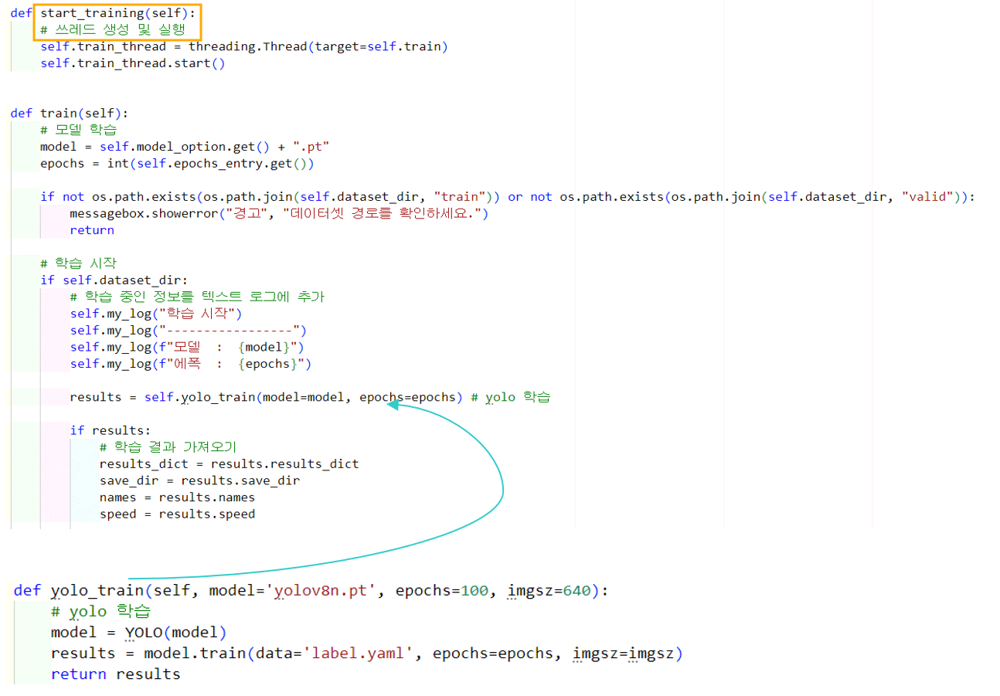 def start_training(self):
    # 쓰레드 생성 및 실행
    self.train_thread = threading.Thread(target=self.train)
    self.train_thread.start()
def train(self):
    # 모델 학습
    model = self.model_option.get() + ".pt"
    epochs = int(self.epochs_entry.get())
    if not os.path.exists(os.path.join(self.dataset_dir, "train")) or not os.path.exists(os.path.join(self.dataset_dir, "valid")):
        messagebox.showerror("경고", "데이터셋 경로를 확인하세요.")
        return
    # 학습 시작
    if self.dataset_dir:
        # 학습 중인 정보를 텍스트 로그에 추가
        self.my_log("학습 시작")
        self.my_log("-----------------")
        self.my_log(f"모델  :  {model}")
        self.my_log(f"에폭  :  {epochs}")
        results = self.yolo_train(model=model, epochs=epochs) # yolo 학습
        if results:
            # 학습 결과 가져오기
            results_dict = results.results_dict
            save_dir = results.save_dir
            names = results.names
            speed = results.speed
def yolo_train(self, model='yolov8n.pt', epochs=100, imgsz=640):
    # yolo 학습
    model = YOLO(model)
    results = model.train(data='label.yaml', epochs=epochs, imgsz=imgsz)
    return results